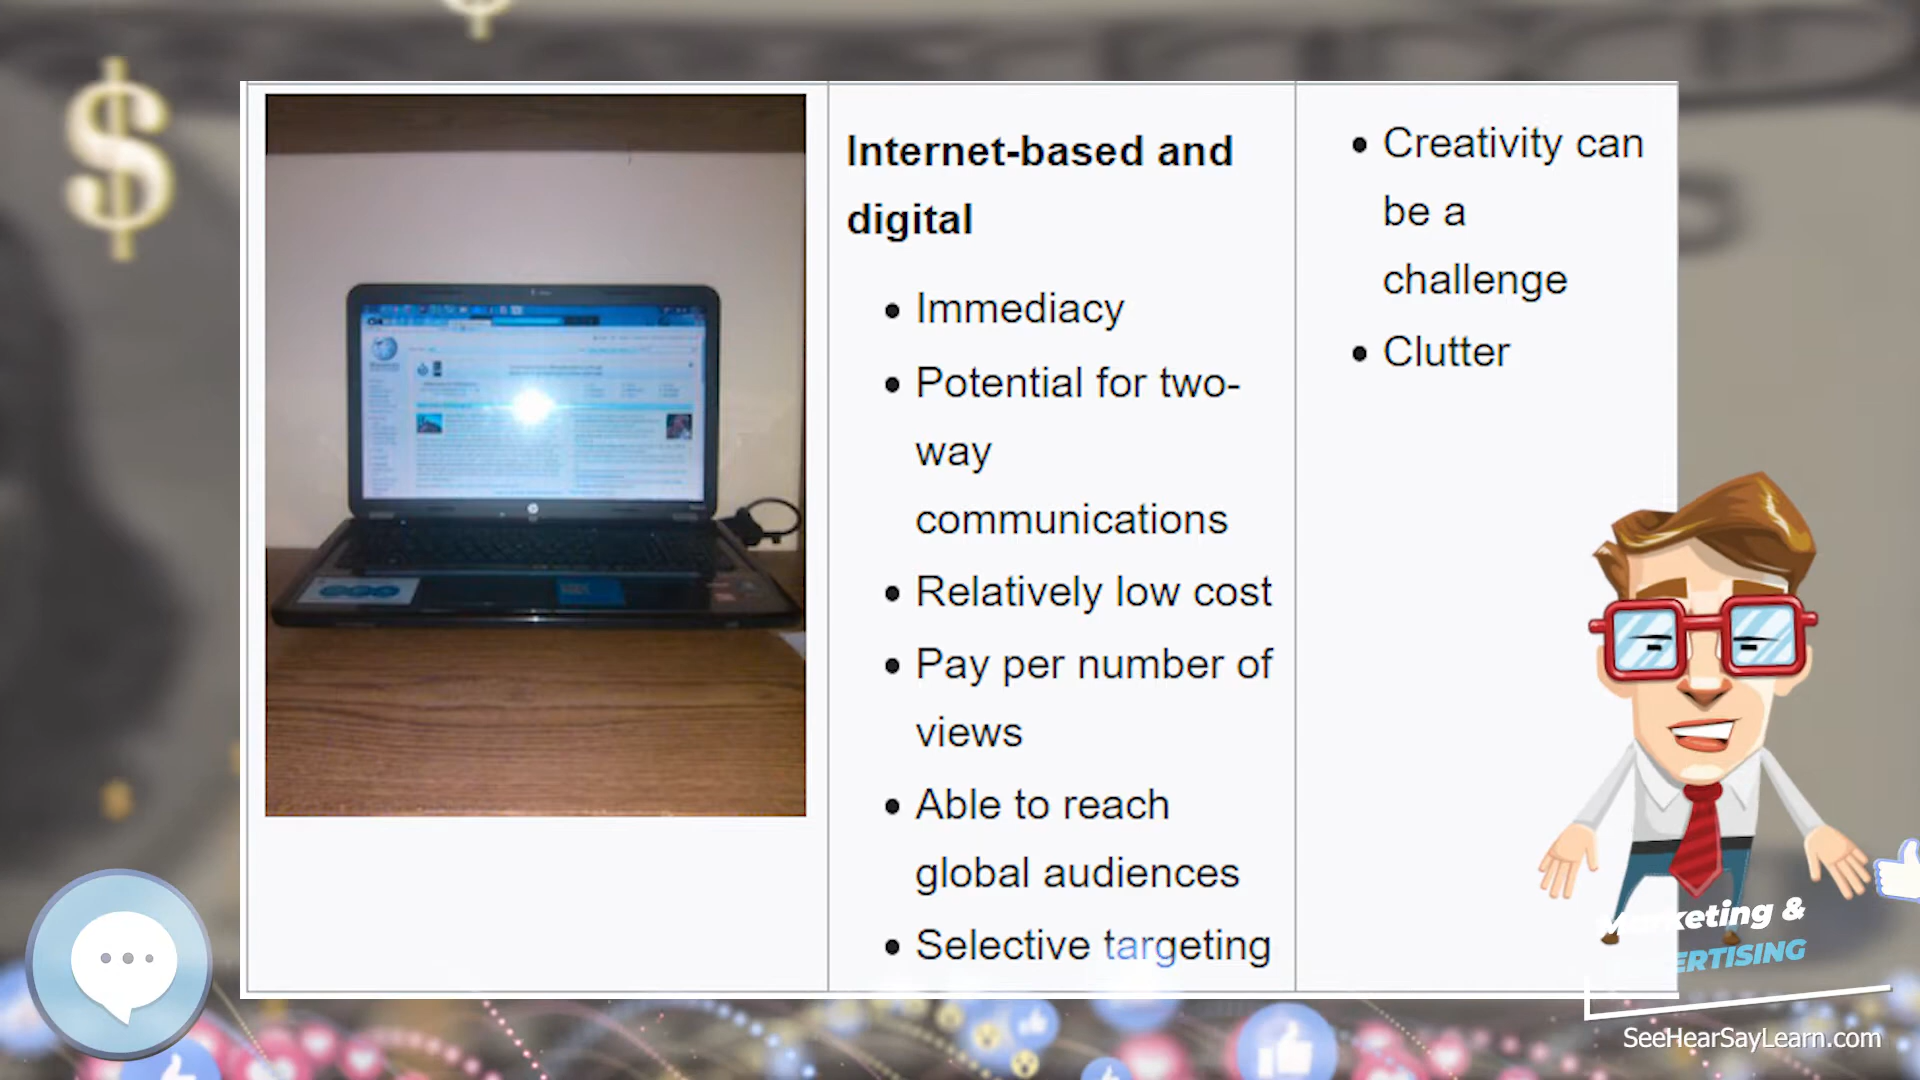 $
Internet-based and
digital
• Immediacy
• Potential for two-
way
communications
• Relatively low cost
• Pay per number of
views
• Able to reach
global audiences
• Selective targeting
• Creativity can
be a
challenge
• Clutter
Marketing &
SeeHearSayLearn.com